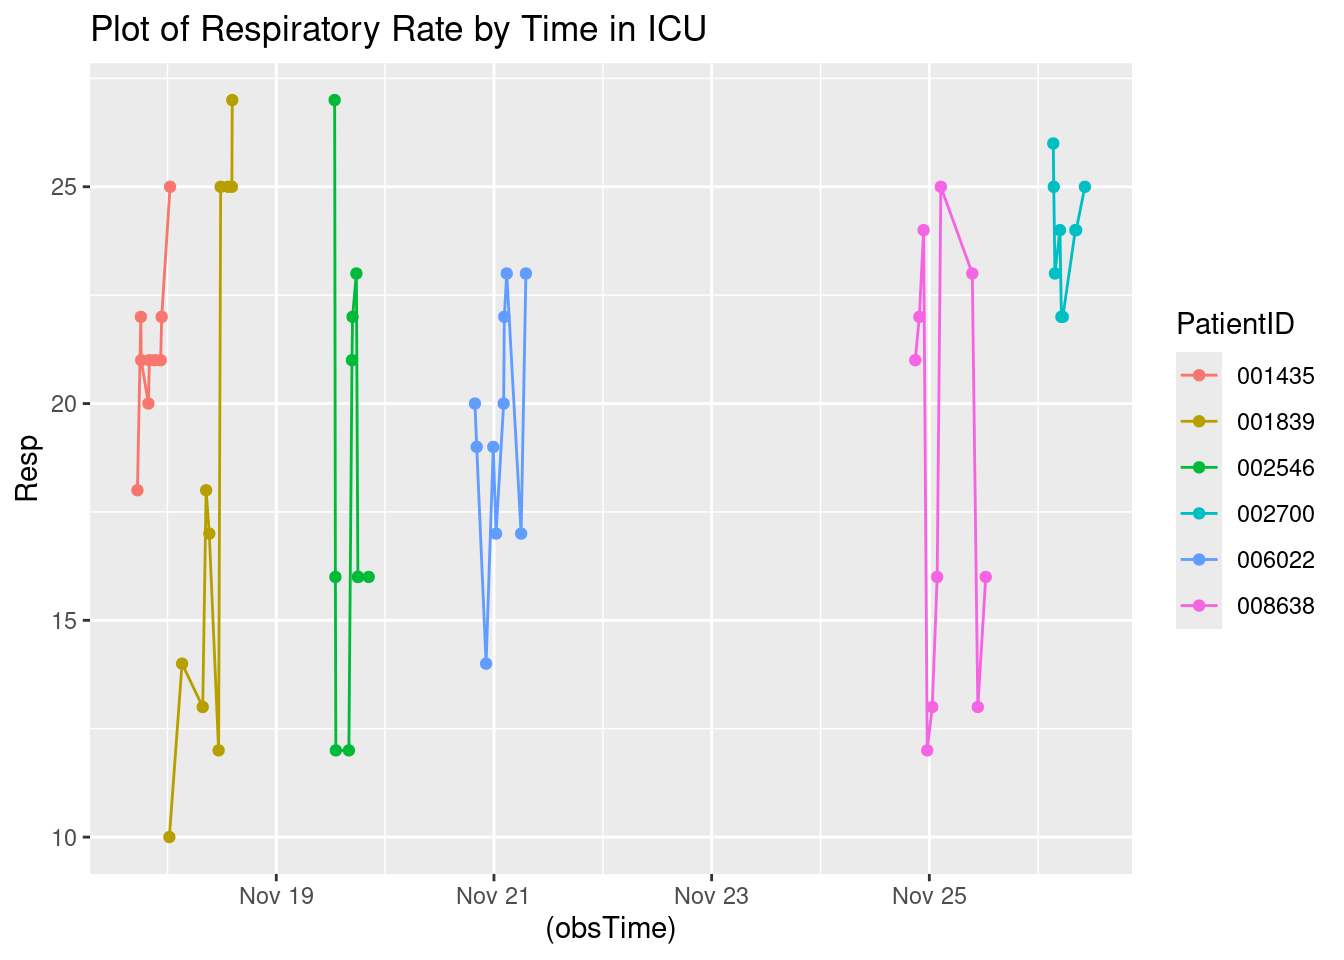 Plot of Respiratory Rate by Time in ICU
25
20
15
10
Resp
Nov 19
Nov 21
Nov 23
Nov 25
(obsTime)
PatientID
001435
001839
002546
002700
006022
008638